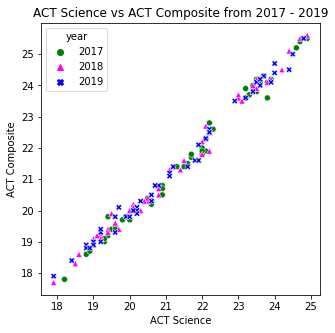 ACT Science vs ACT Composite from 2017 - 2019
year
2017
2018
2019
ACT Composite
25
24
23
22
21
20
19
18
18 19 20 21 22 23 24 25
ACT Science